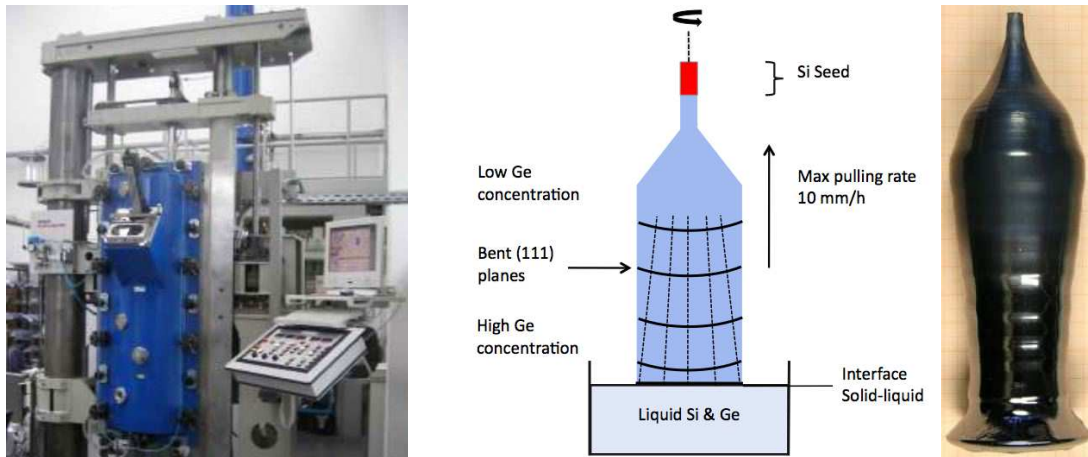 Si Seed
Low Ge
concentration
Max pulling rate
10 mm/h
Bent (111)
planes
High Ge
concentration
Interface
Solid-liquid
Liquid Si & Ge